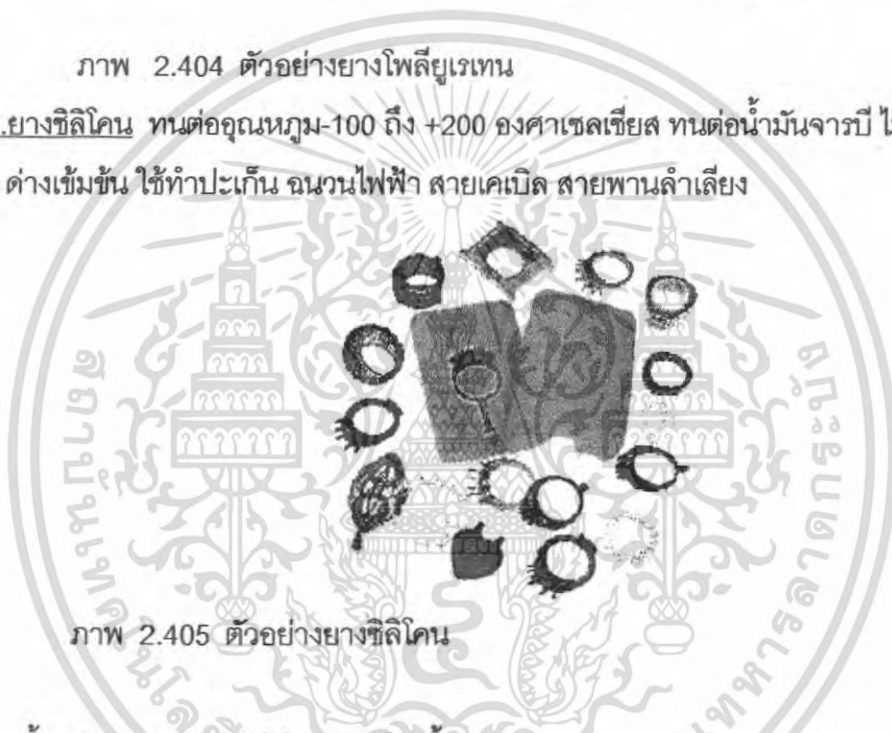 ภาพ 2.404 ตัวอย่างยางโพลียูเรเทน
.ยางซิลิโคน ทนต่ออุณหภูม-100 ถึง +200 องศาเซลเซียส ทนต่อน้ำมันจารบี
ด่างเข้มข้น ใช้ทำปะเก็น ฉนวนไฟฟ้า สายเคเบิล สายพานลำเลียง
ภาพ 2.405 ตัวอย่างยางซิลิโคน